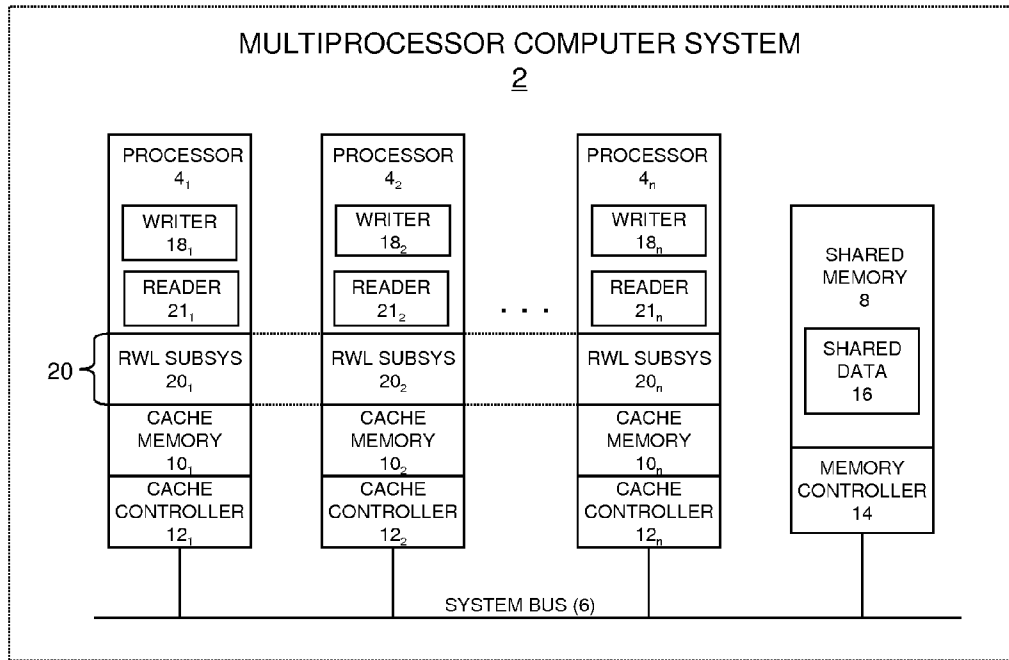 MULTIPROCESSOR COMPUTER SYSTEM
2
PROCESSOR
4₁
WRITER
18₁
READER
21₁
RWL SUBSYS
20₁
CACHE
MEMORY
10₁
CACHE
CONTROLLER
12₁
PROCESSOR
4₂
WRITER
18₂
READER
21₂
RWL SUBSYS
20₂
CACHE
MEMORY
10₂
CACHE
CONTROLLER
12₂
. . .
PROCESSOR
4ₙ
WRITER
18ₙ
READER
21ₙ
RWL SUBSYS
20ₙ
CACHE
MEMORY
10ₙ
CACHE
CONTROLLER
12ₙ
20
SHARED
MEMORY
8
SHARED
DATA
16
MEMORY
CONTROLLER
14
SYSTEM BUS (6)